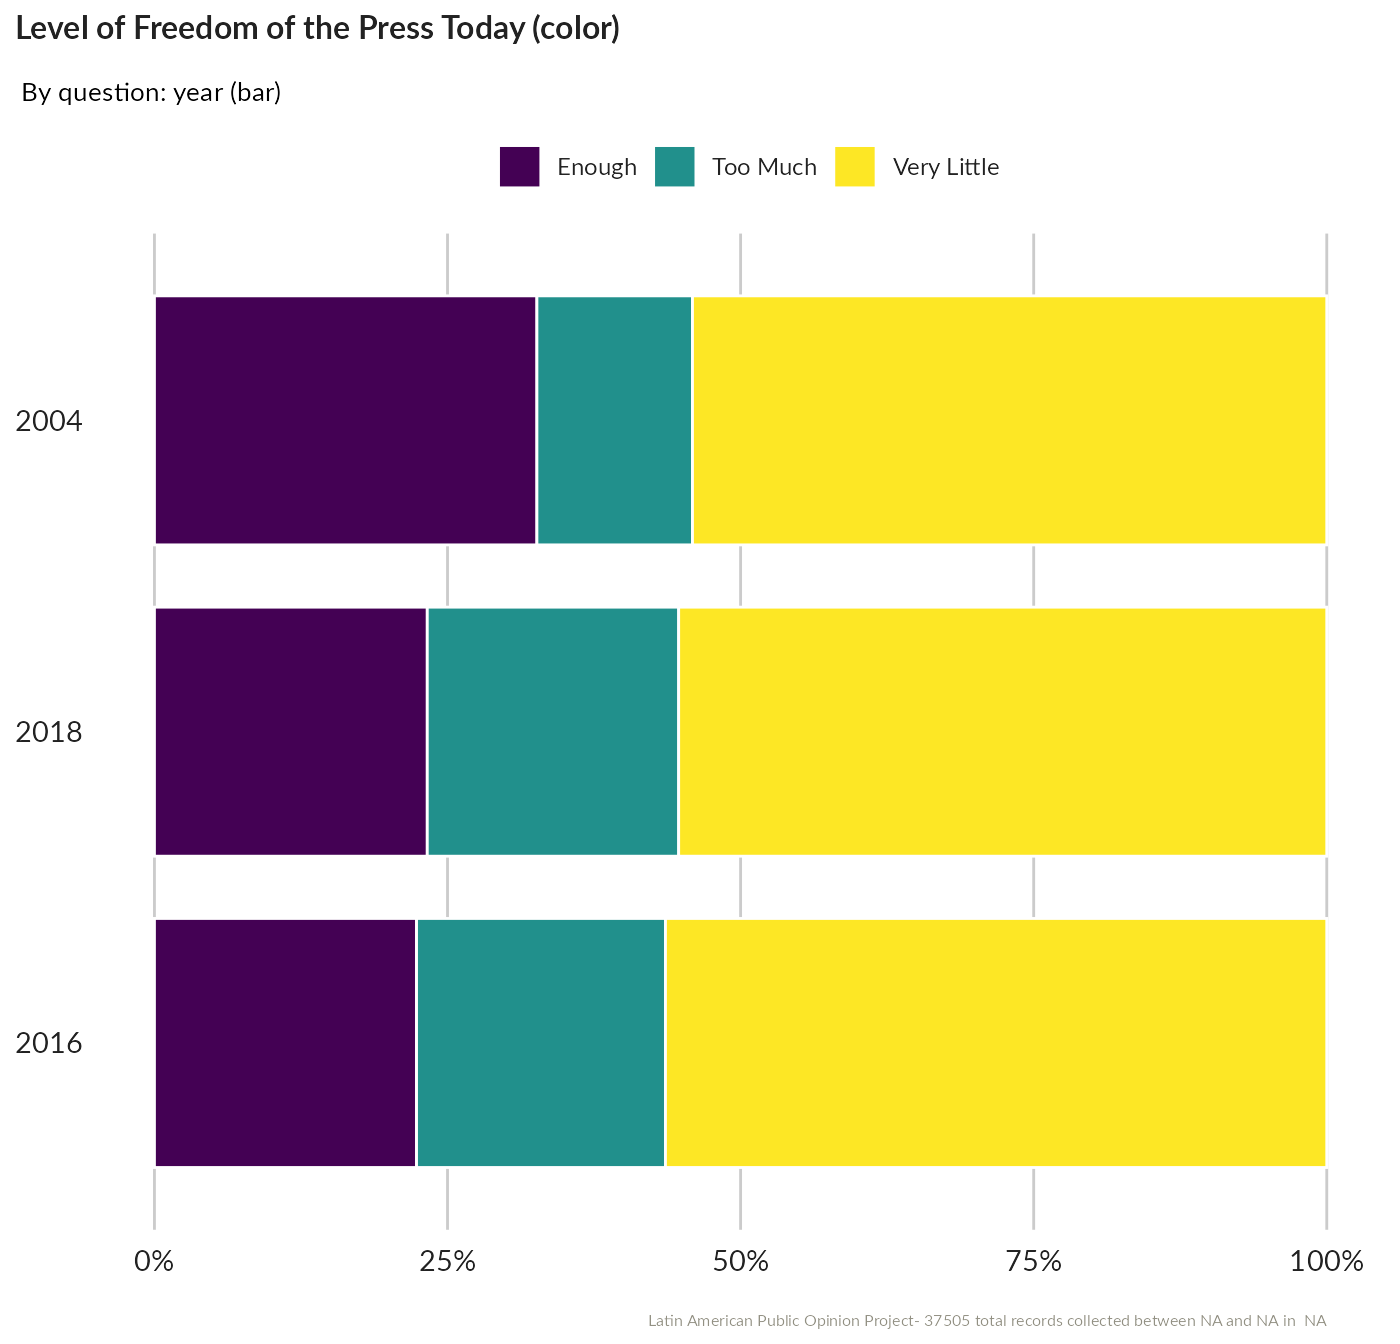 Level of Freedom of the Press Today (color)
By question: year (bar)
Enough Too Much Very Little
2004
2018
2016
0% 25% 50% 75% 100%
Latin American Public Opinion Project- 37505 total records collected between NA and NA in  NA